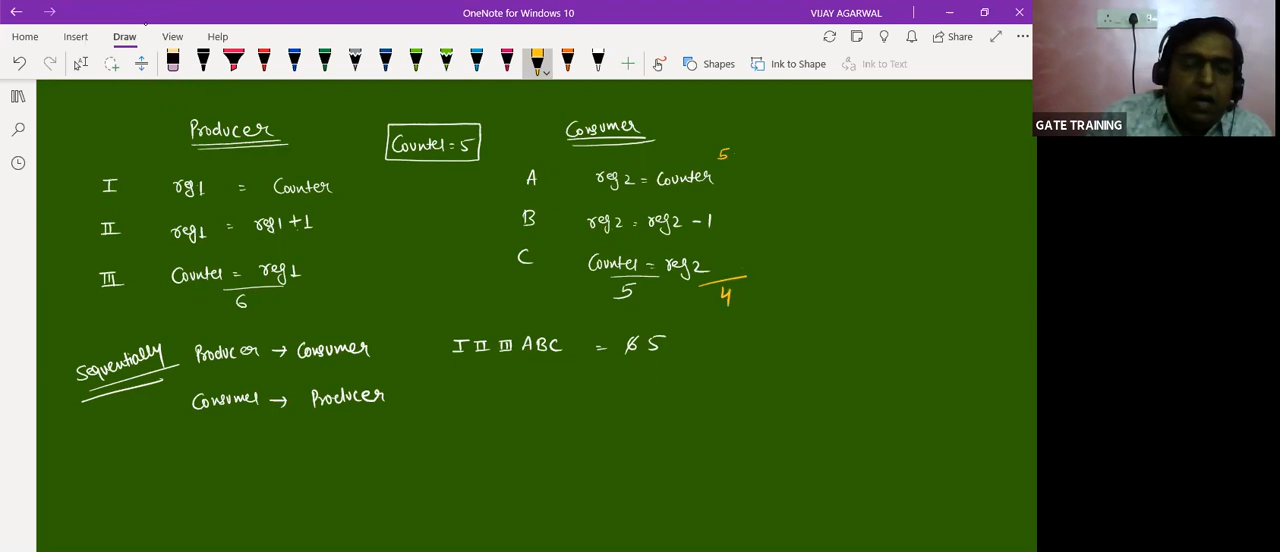 OneNote for Windows 10
VIJAY AGARWAL
Home Insert Draw View Help
Share
Shapes Ink to Shape Ink to Text
Producer
Counter = 5
Consumer
5
I reg1 = Counter
A reg2 = Counter
II reg1 = reg1 + 1
B reg2 = reg2 - 1
III Counter = reg1
C Counter = reg2
6
5
4
Sequentially
Producer → Consumer
I II III A B C = 6 5
Consumer → Producer
GATE TRAINING